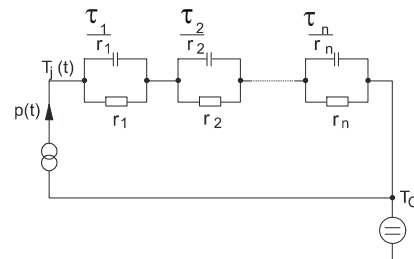 τ1/r1 τ2/r2 τn/rn
Tj(t)
p(t) r1 r2 rn
TC